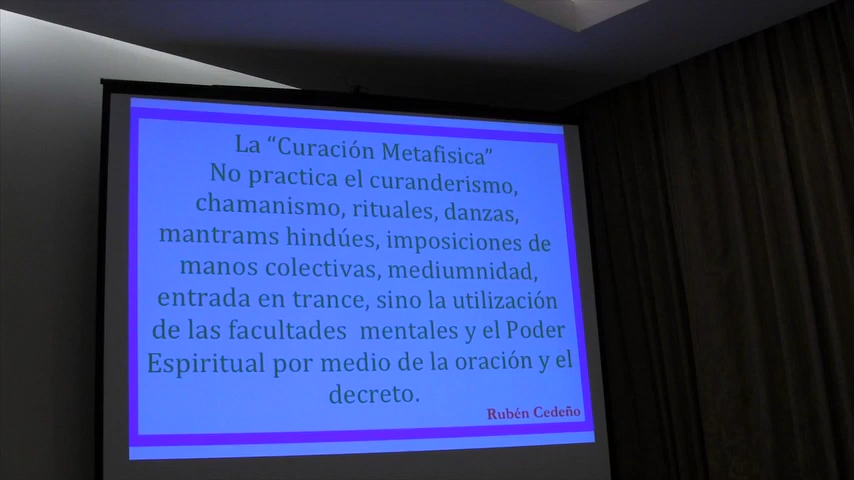 La “Curación Metafisica”
No practica el curanderismo,
chamanismo, rituales, danzas,
mantrams hindúes, imposiciones de
manos colectivas, mediumnidad,
entrada en trance, sino la utilización
de las facultades mentales y el Poder
Espiritual por medio de la oración y el
decreto.
Rubén Cedeño